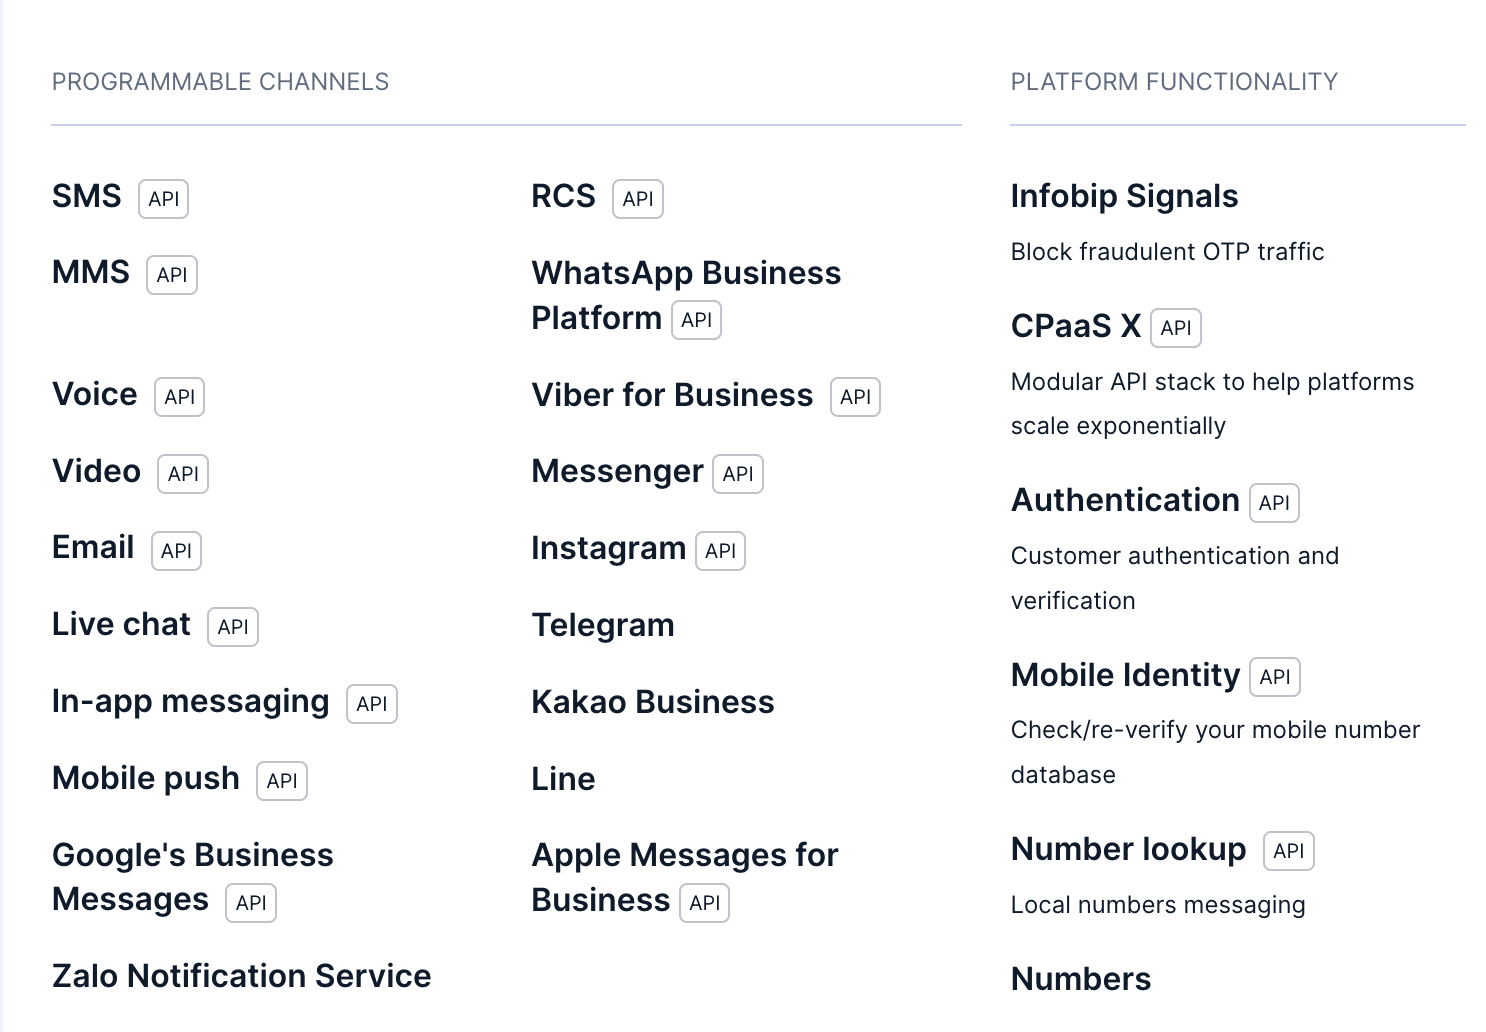 PROGRAMMABLE CHANNELS
SMS API
MMS API
Voice API
Video API
Email API
Live chat API
In-app messaging API
Mobile push API
Google's Business
Messages API
Zalo Notification Service
RCS API
WhatsApp Business
Platform API
Viber for Business API
Messenger API
Instagram API
Telegram
Kakao Business
Line
Apple Messages for
Business API
PLATFORM FUNCTIONALITY
Infobip Signals
Block fraudulent OTP traffic
CPaaS X API
Modular API stack to help platforms
scale exponentially
Authentication API
Customer authentication and
verification
Mobile Identity API
Check/re-verify your mobile number
database
Number lookup API
Local numbers messaging
Numbers